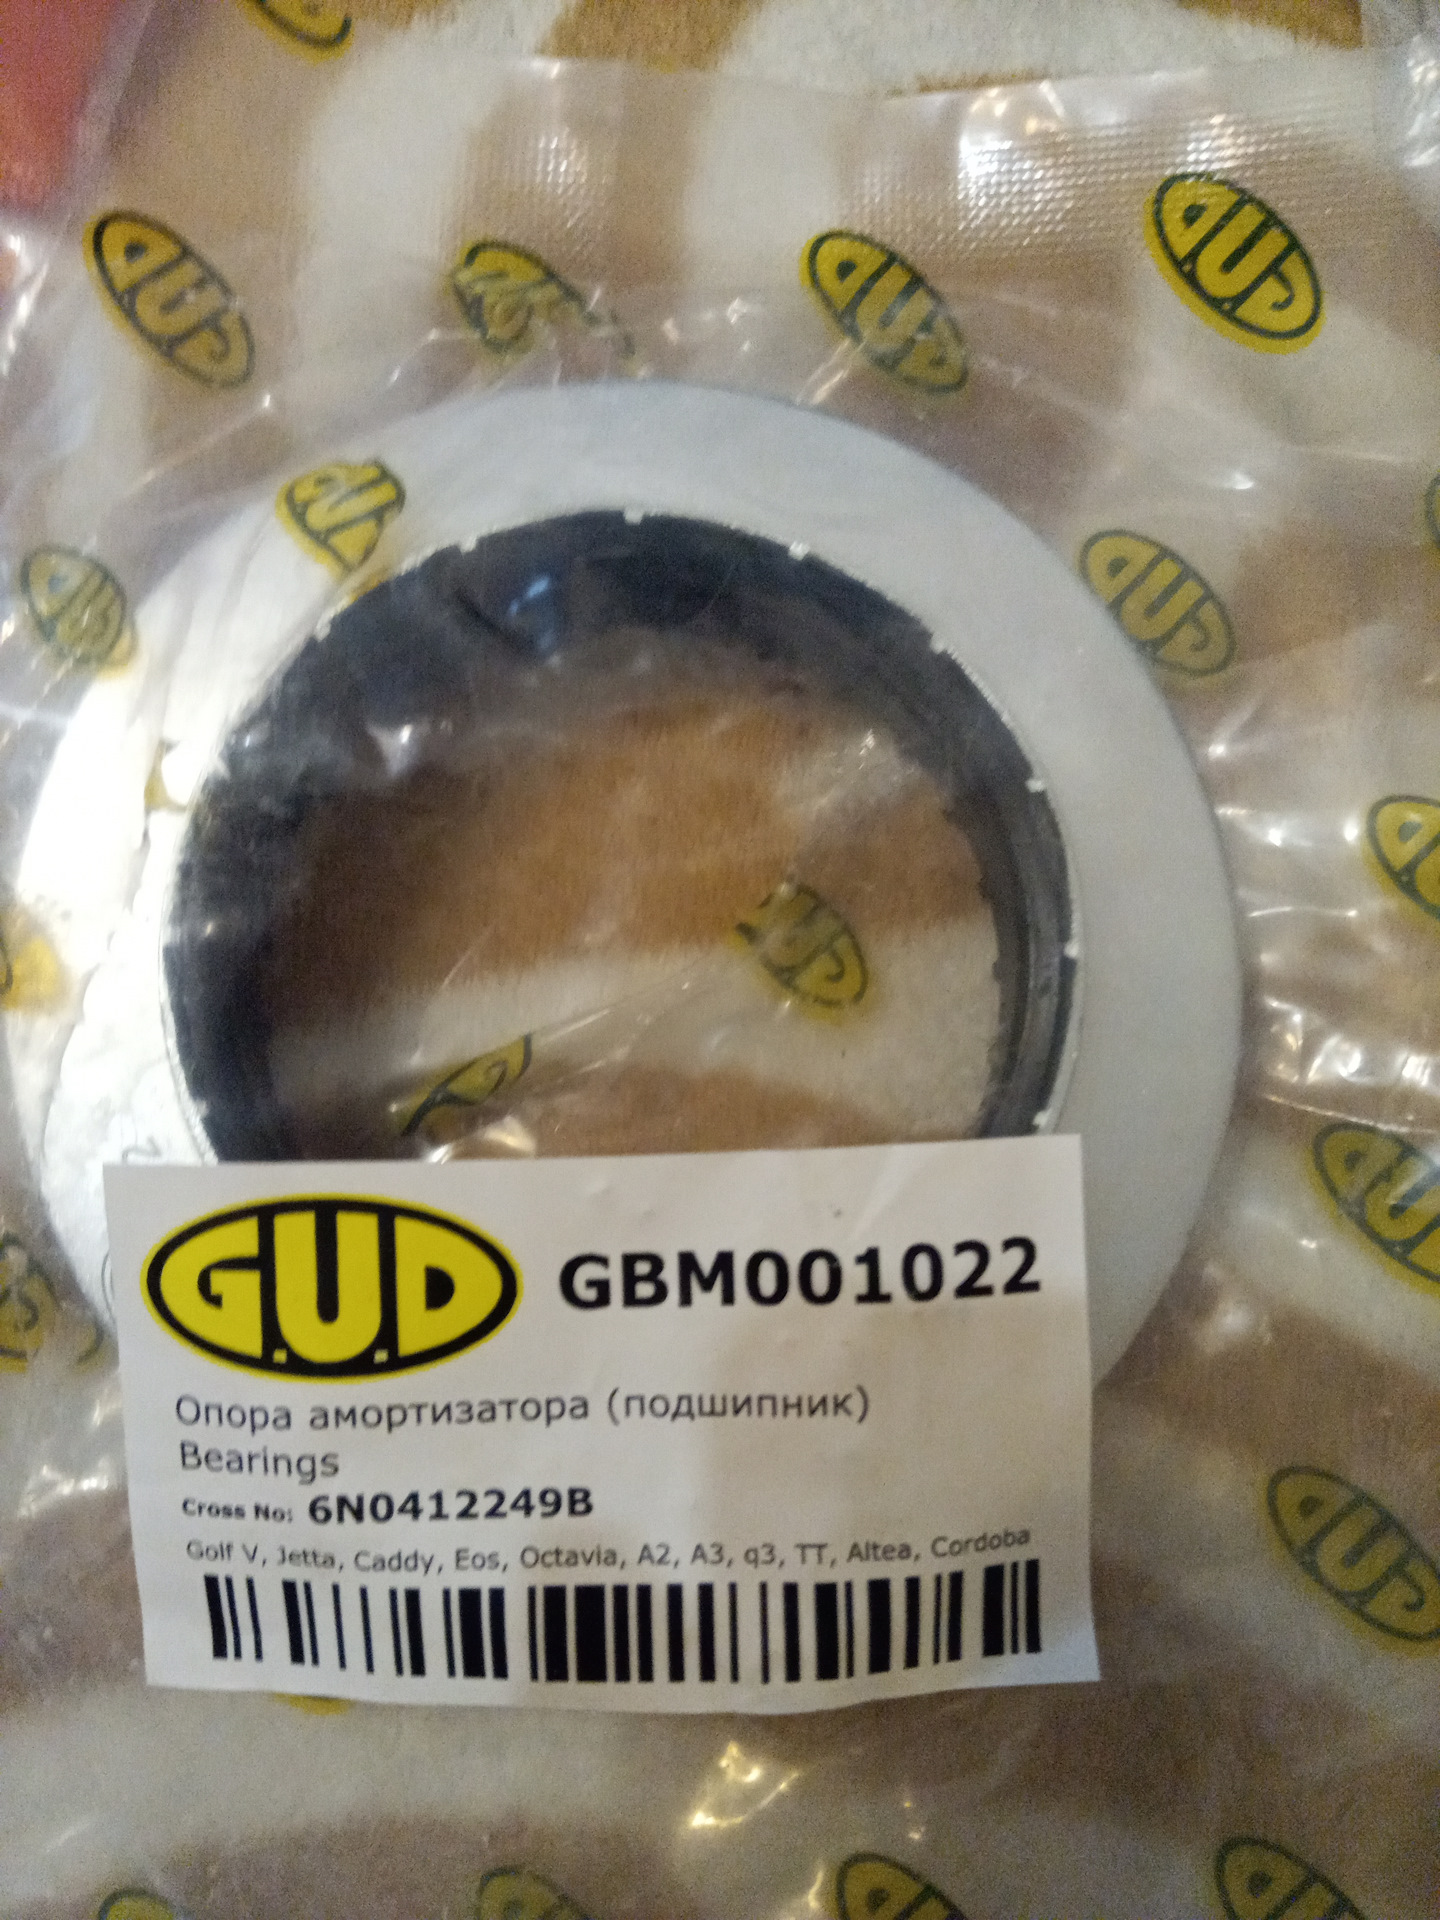 G.U.D
GBM001022
Опора амортизатора (подшипник)
Bearings
Cross No: 6N0412249B
Golf V, Jetta, Caddy, Eos, Octavia, A2, A3, q3, TT, Altea, Cordoba
G.U.D
G.U.D
G.U.D
G.U.D
G.U.D